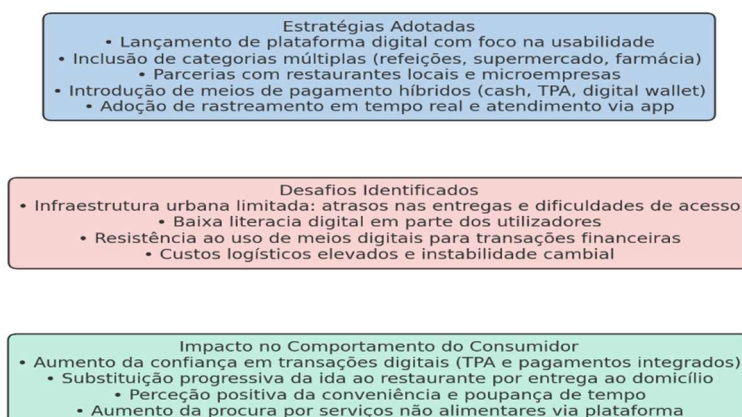 Estratégias Adotadas
• Lançamento de plataforma digital com foco na usabilidade
• Inclusão de categorias múltiplas (refeições, supermercado, farmácia)
• Parcerias com restaurantes locais e microempresas
• Introdução de meios de pagamento híbridos (cash, TPA, digital wallet)
• Adoção de rastreamento em tempo real e atendimento via app
Desafios Identificados
• Infraestrutura urbana limitada: atrasos nas entregas e dificuldades de acesso
• Baixa literacia digital em parte dos utilizadores
• Resistência ao uso de meios digitais para transações financeiras
• Custos logísticos elevados e instabilidade cambial
Impacto no Comportamento do Consumidor
• Aumento da confiança em transações digitais (TPA e pagamentos integrados)
• Substituição progressiva da ida ao restaurante por entrega ao domicílio
• Perceção positiva da conveniência e poupança de tempo
• Aumento da procura por serviços não alimentares via plataforma